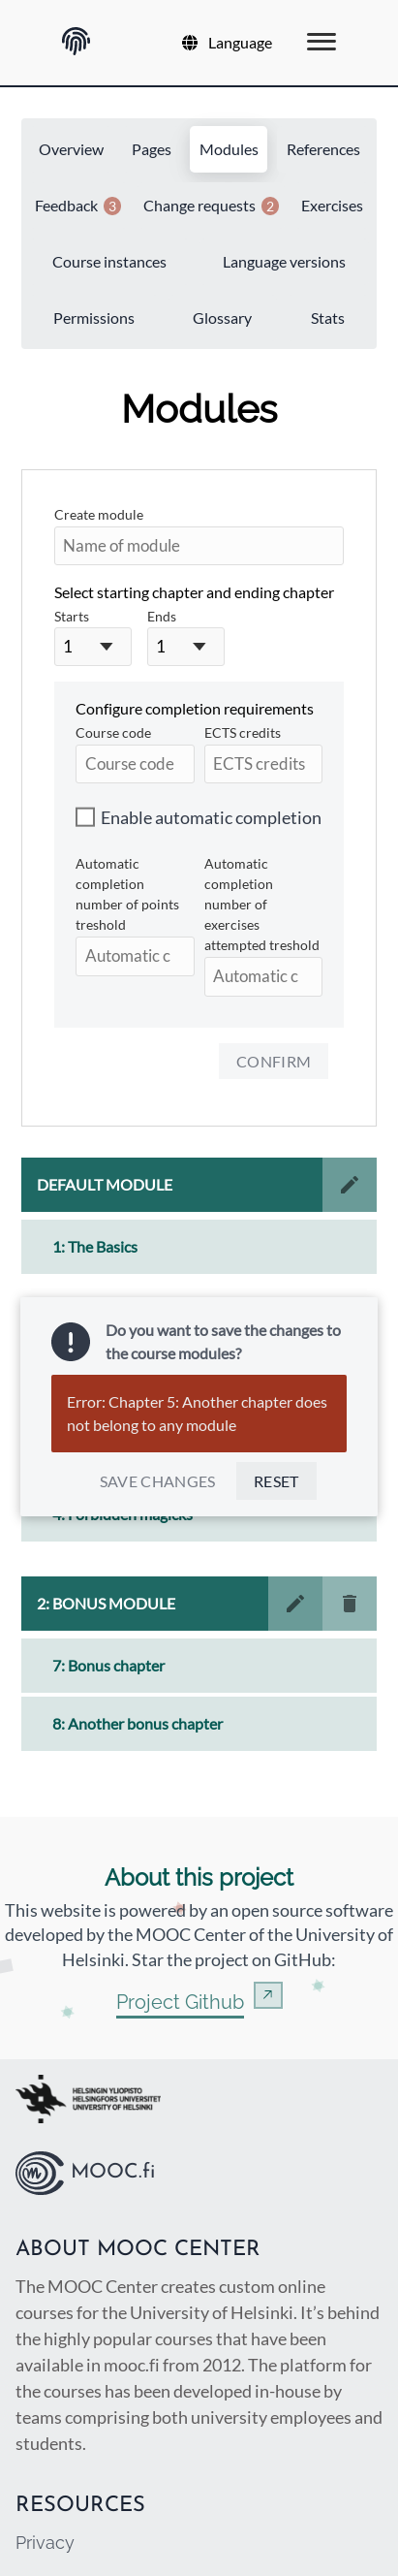 Language
Overview Pages Modules References
Feedback 3 Change requests 2 Exercises
Course instances Language versions
Permissions Glossary Stats
Modules
Create module
Name of module
Select starting chapter and ending chapter
Starts Ends
1 1
Configure completion requirements
Course code ECTS credits
Course code ECTS credits
Enable automatic completion
Automatic
completion
number of points
treshold
Automatic c
Automatic
completion
number of
exercises
attempted treshold
Automatic c
CONFIRM
DEFAULT MODULE
1: The Basics
Do you want to save the changes to
the course modules?
Error: Chapter 5: Another chapter does
not belong to any module
SAVE CHANGES RESET
4: Forbidden magicks
2: BONUS MODULE
7: Bonus chapter
8: Another bonus chapter
About this project
This website is powered by an open source software
developed by the MOOC Center of the University of
Helsinki. Star the project on GitHub:
Project Github
HELSINGIN YLIOPISTO
HELSINGFORS UNIVERSITET
UNIVERSITY OF HELSINKI
MOOC.fi
ABOUT MOOC CENTER
The MOOC Center creates custom online
courses for the University of Helsinki. It's behind
the highly popular courses that have been
available in mooc.fi from 2012. The platform for
the courses has been developed in-house by
teams comprising both university employees and
students.
RESOURCES
Privacy